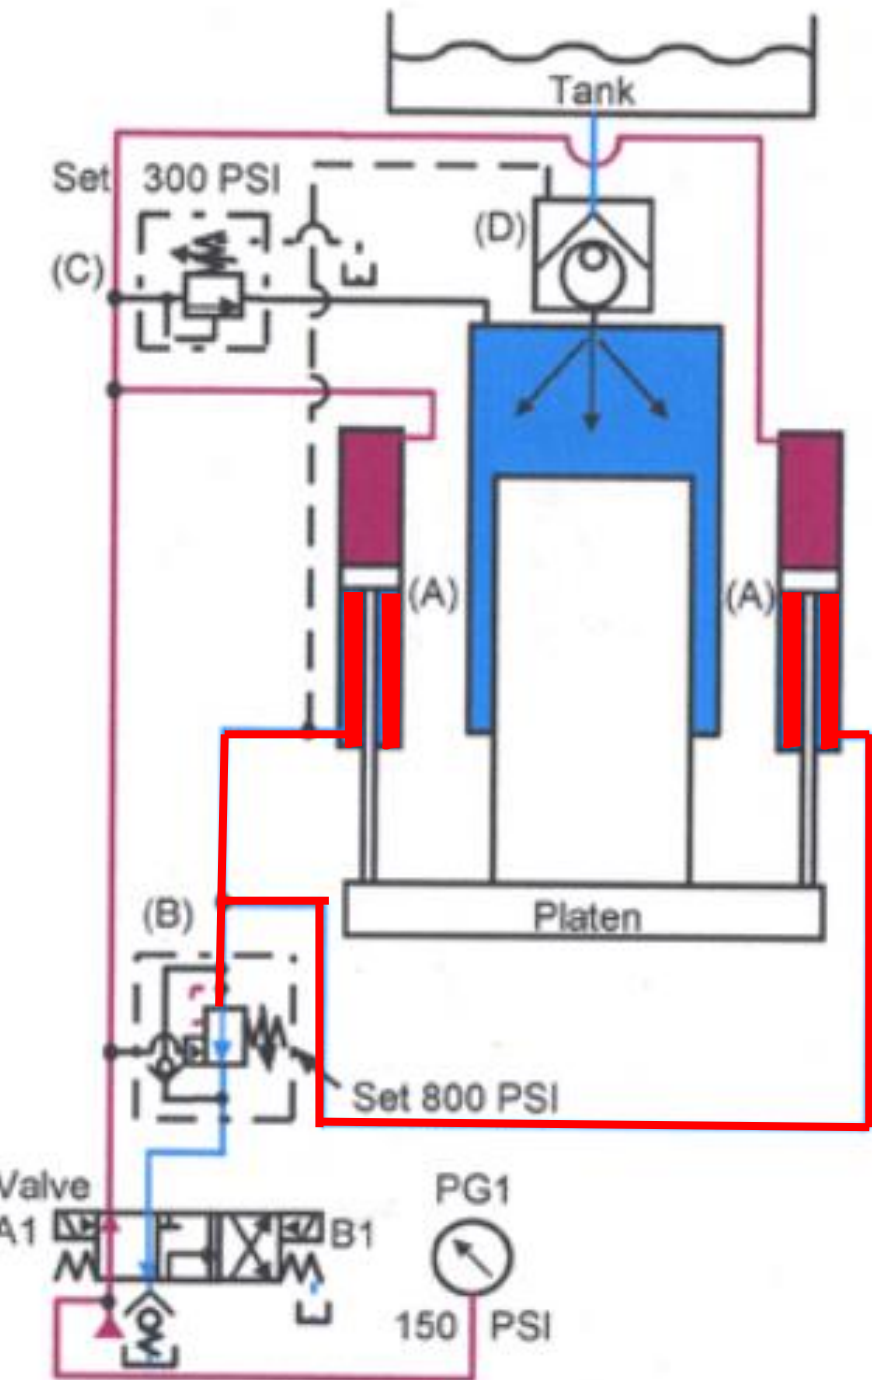 Tank
Set 300 PSI
(D)
(C)
(A)
(A)
(B)
Platen
Set 800 PSI
Valve
A1
B1
PG1
150 PSI